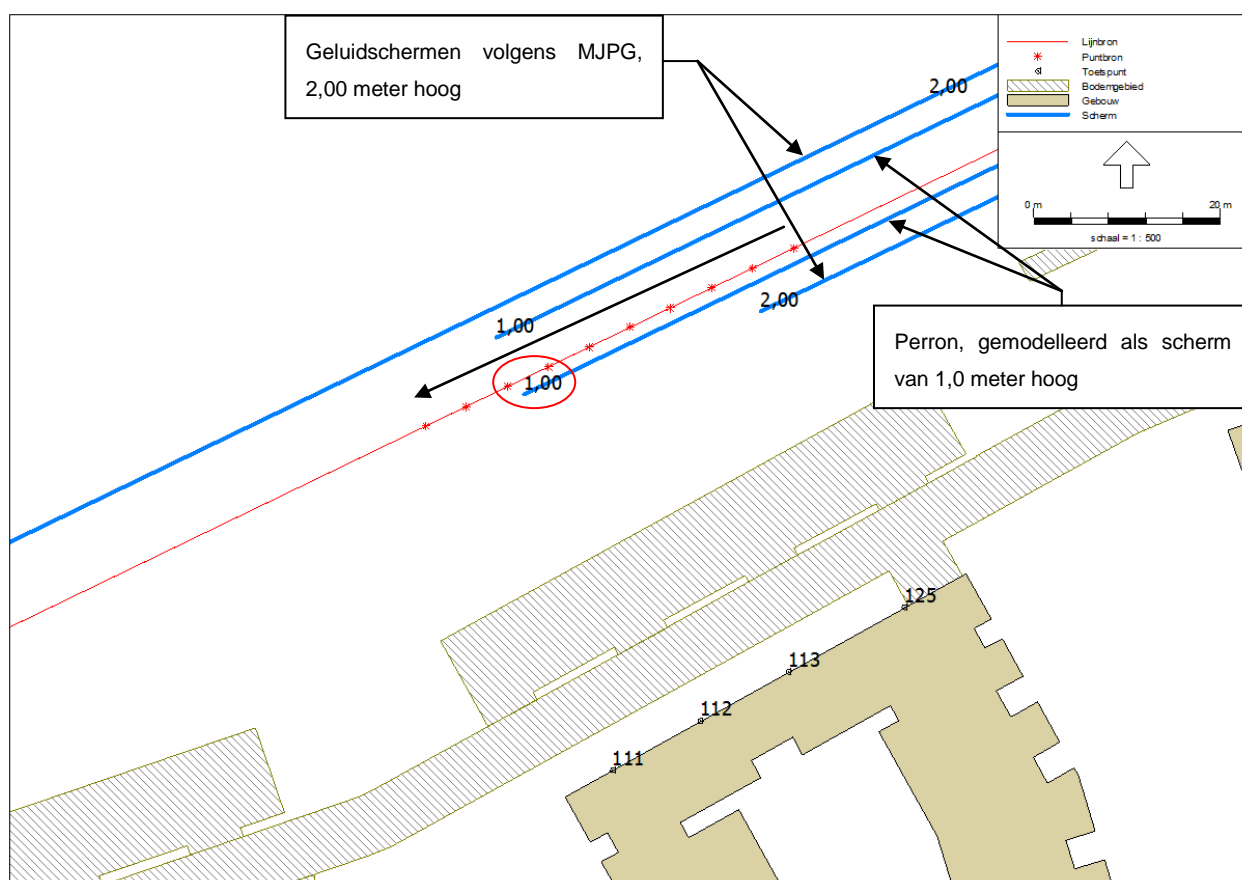 Geluidschermen volgens MJPG,
2,00 meter hoog
2,00
Lijnbron
Puntbron
Toetspunt
Bodemgebied
Gebouw
Scherm
0 m
20 m
schaal = 1 : 500
2,00
1,00
1,00
Perron, gemodelleerd als scherm
van 1,0 meter hoog
125
113
112
111